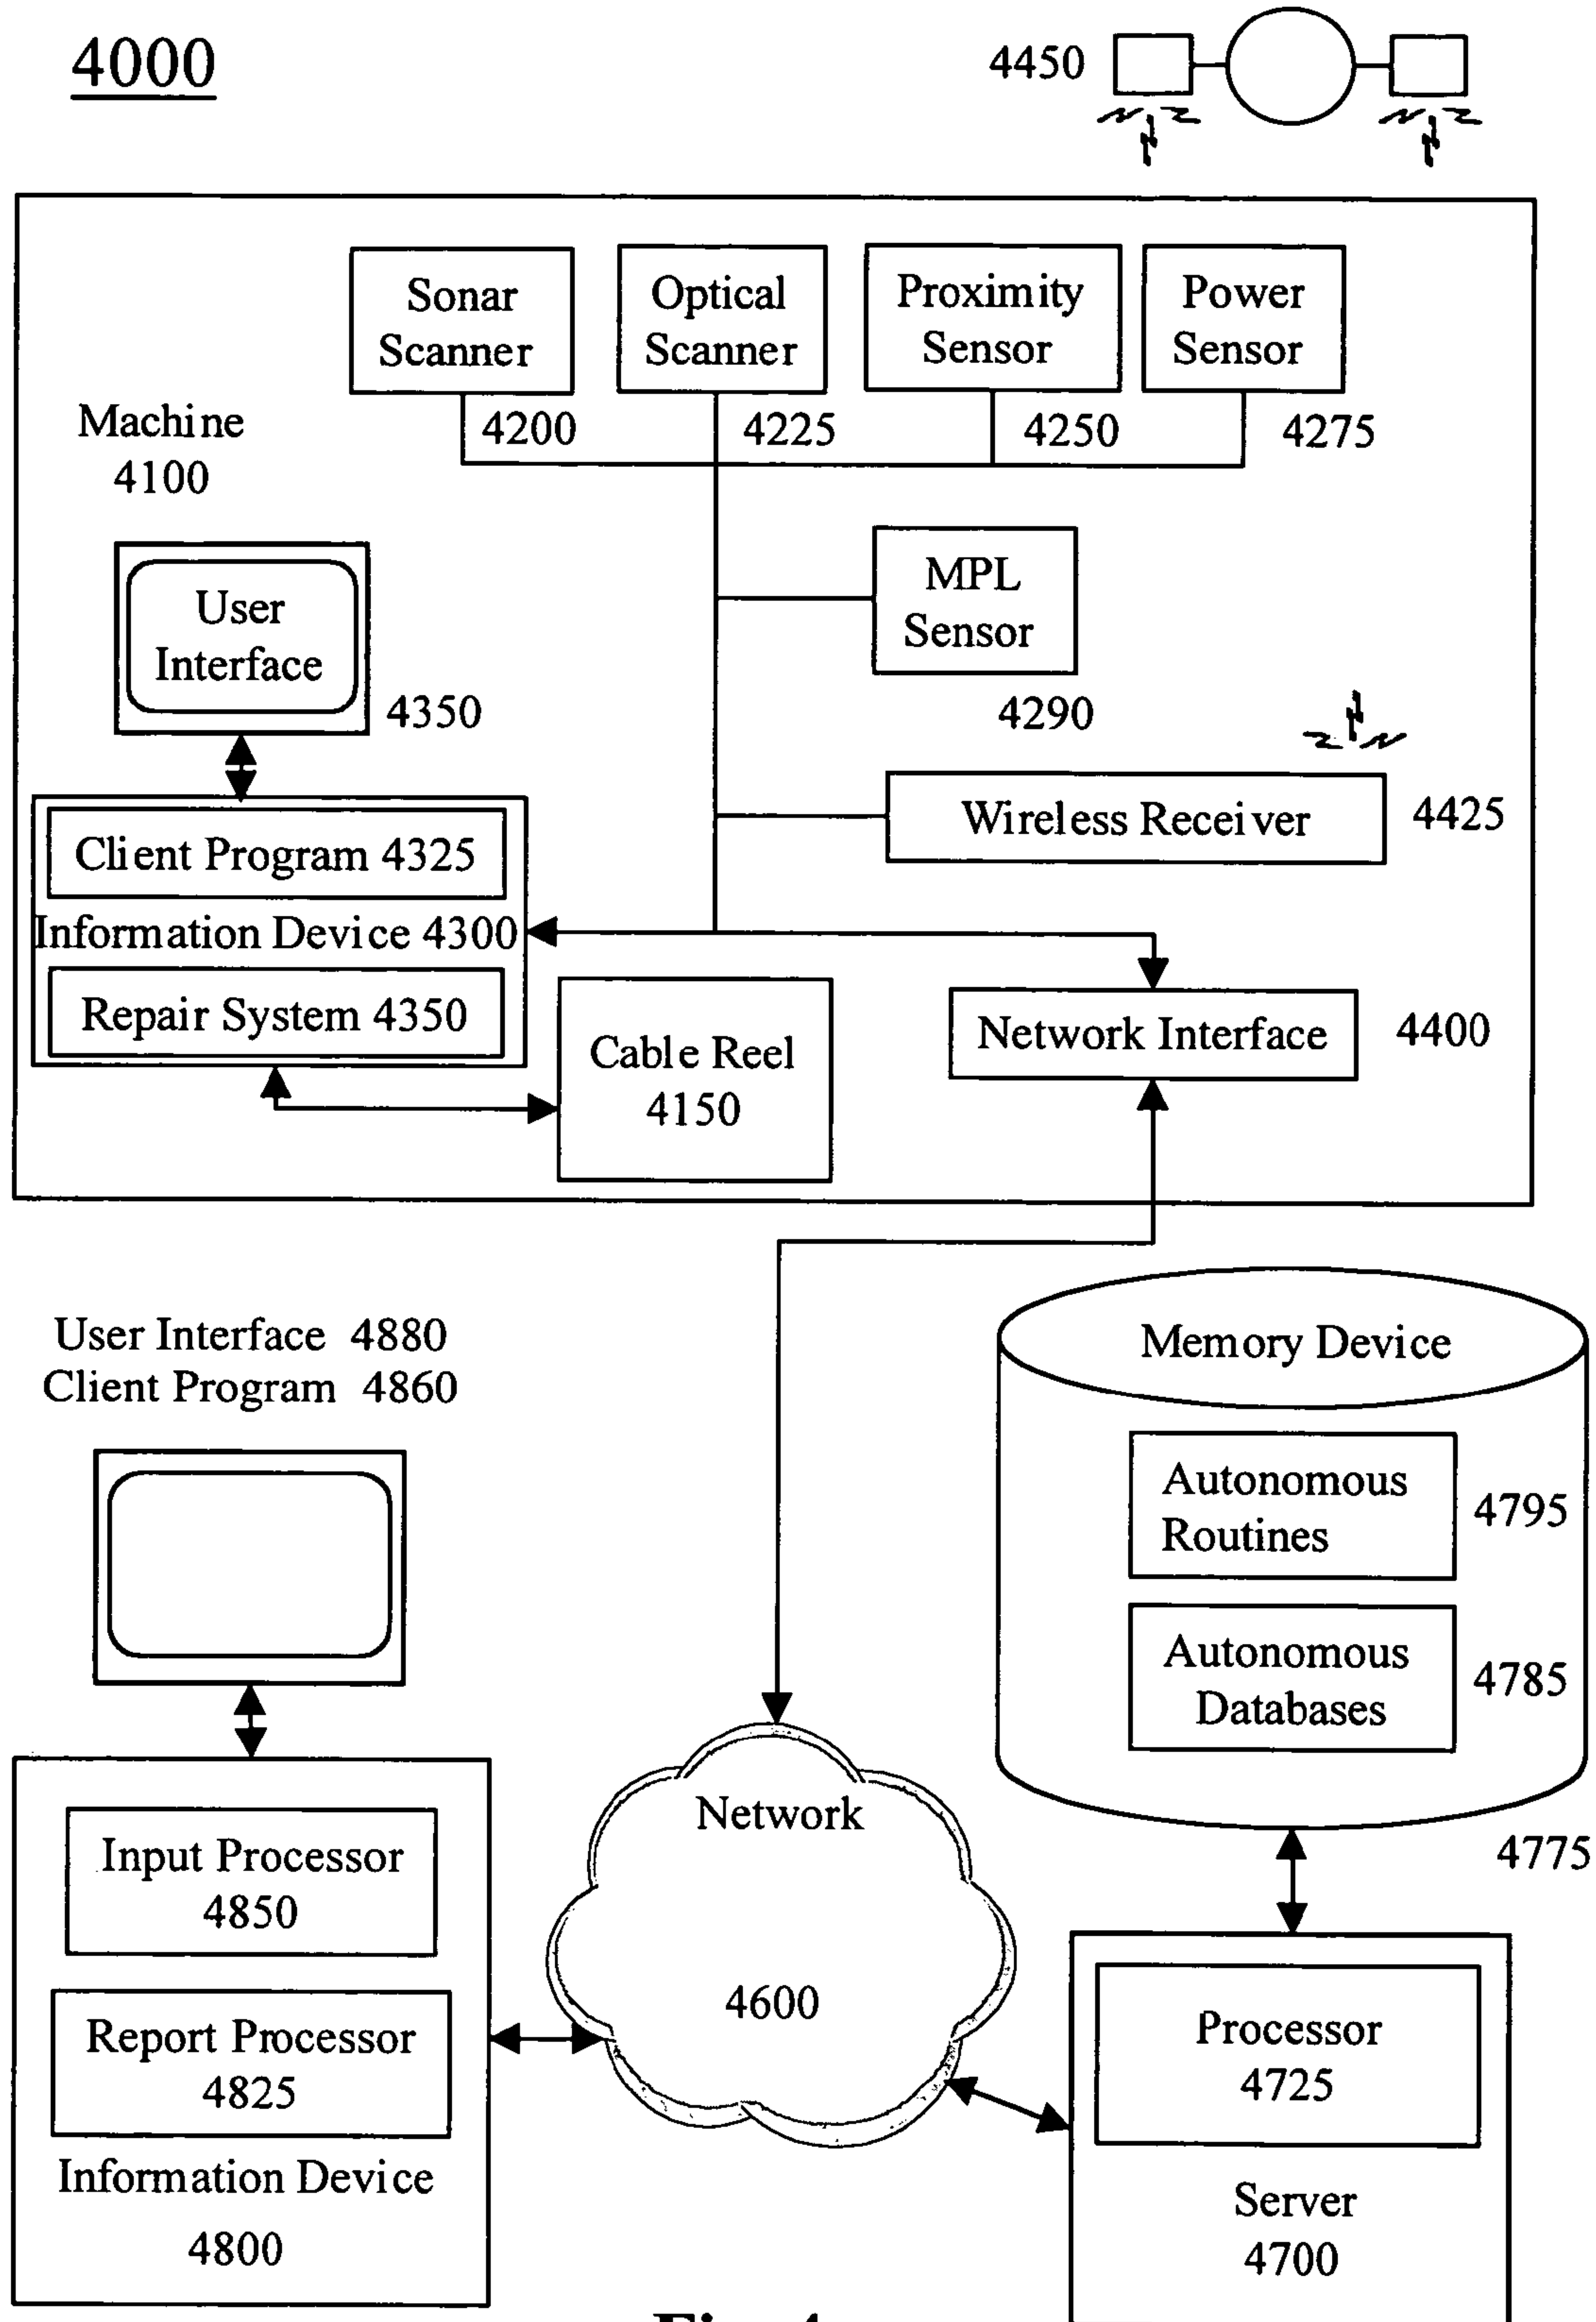 4000
4450
Sonar
Scanner
4200
Optical
Scanner
4225
Proximity
Sensor
4250
Power
Sensor
4275
Machine
4100
User
Interface
4350
MPL
Sensor
4290
Wireless Receiver
4425
Client Program 4325
Information Device 4300
Repair System 4350
Cable Reel
4150
Network Interface
4400
User Interface 4880
Client Program 4860
Memory Device
Autonomous
Routines
4795
Autonomous
Databases
4785
4775
Input Processor
4850
Report Processor
4825
Information Device
4800
Network
4600
Processor
4725
Server
4700